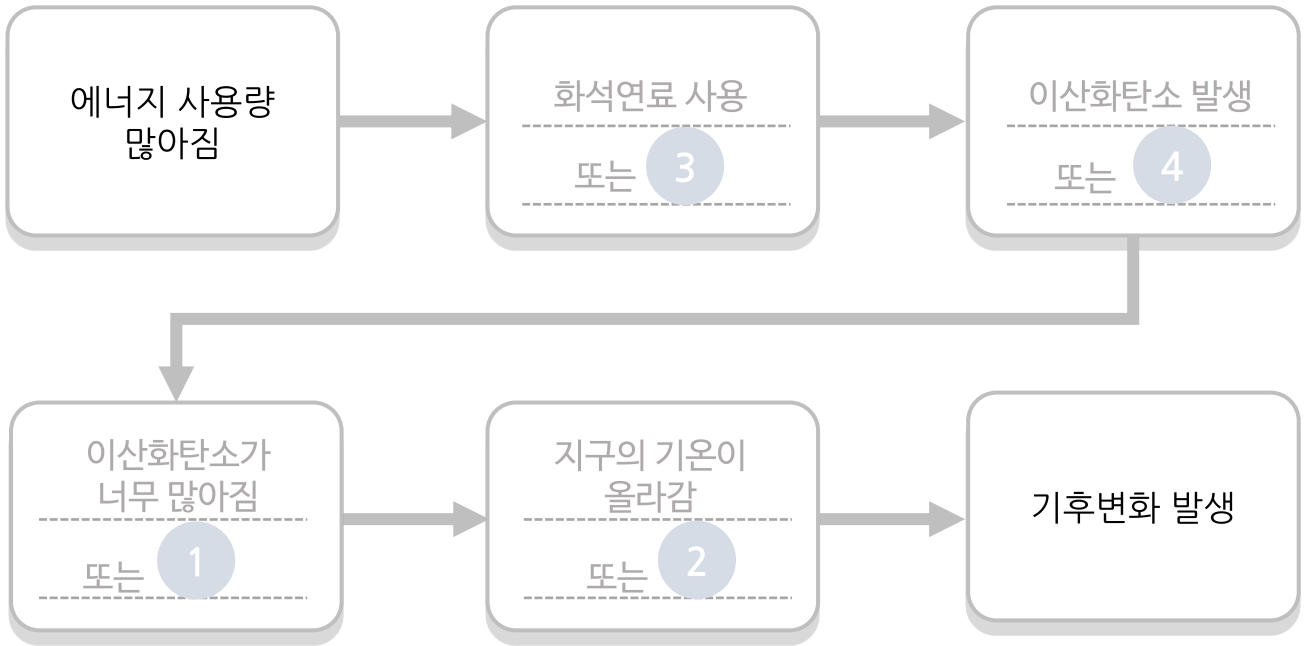 에너지 사용량
많아짐
화석연료 사용
또는 3
이산화탄소 발생
또는 4
이산화탄소가
너무 많아짐
또는 1
지구의 기온이
올라감
또는 2
기후변화 발생